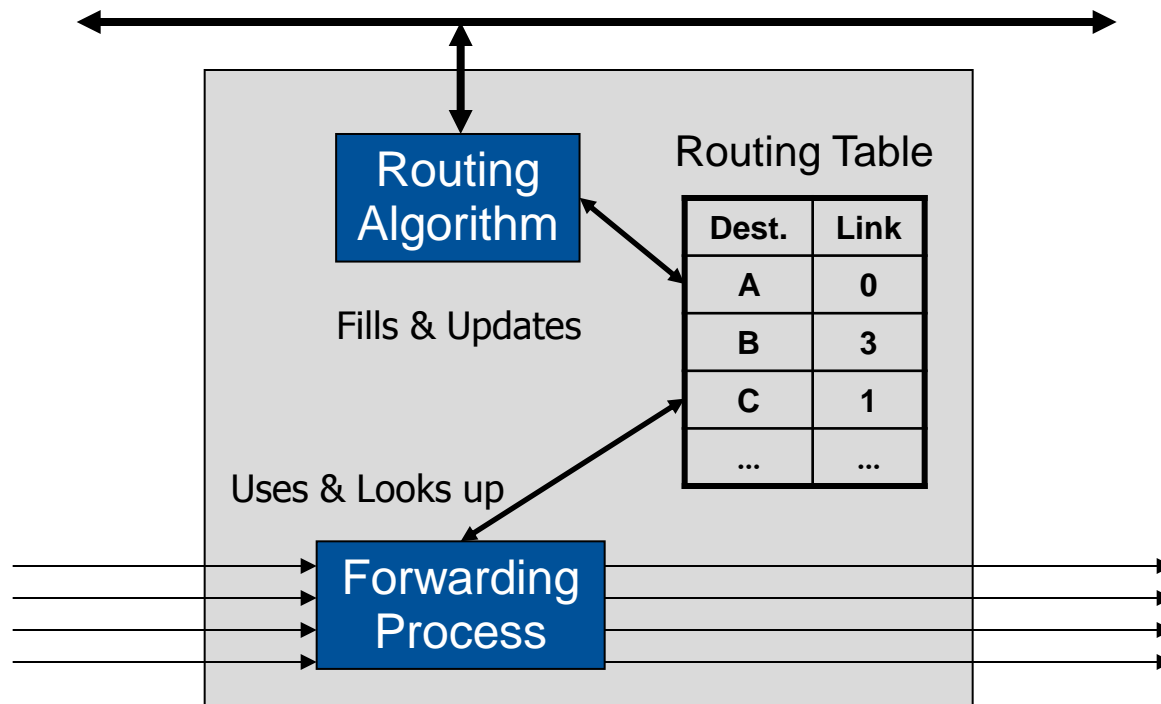 Routing
Algorithm
Routing Table
Dest. Link
A 0
B 3
C 1
... ...
Fills & Updates
Uses & Looks up
Forwarding
Process